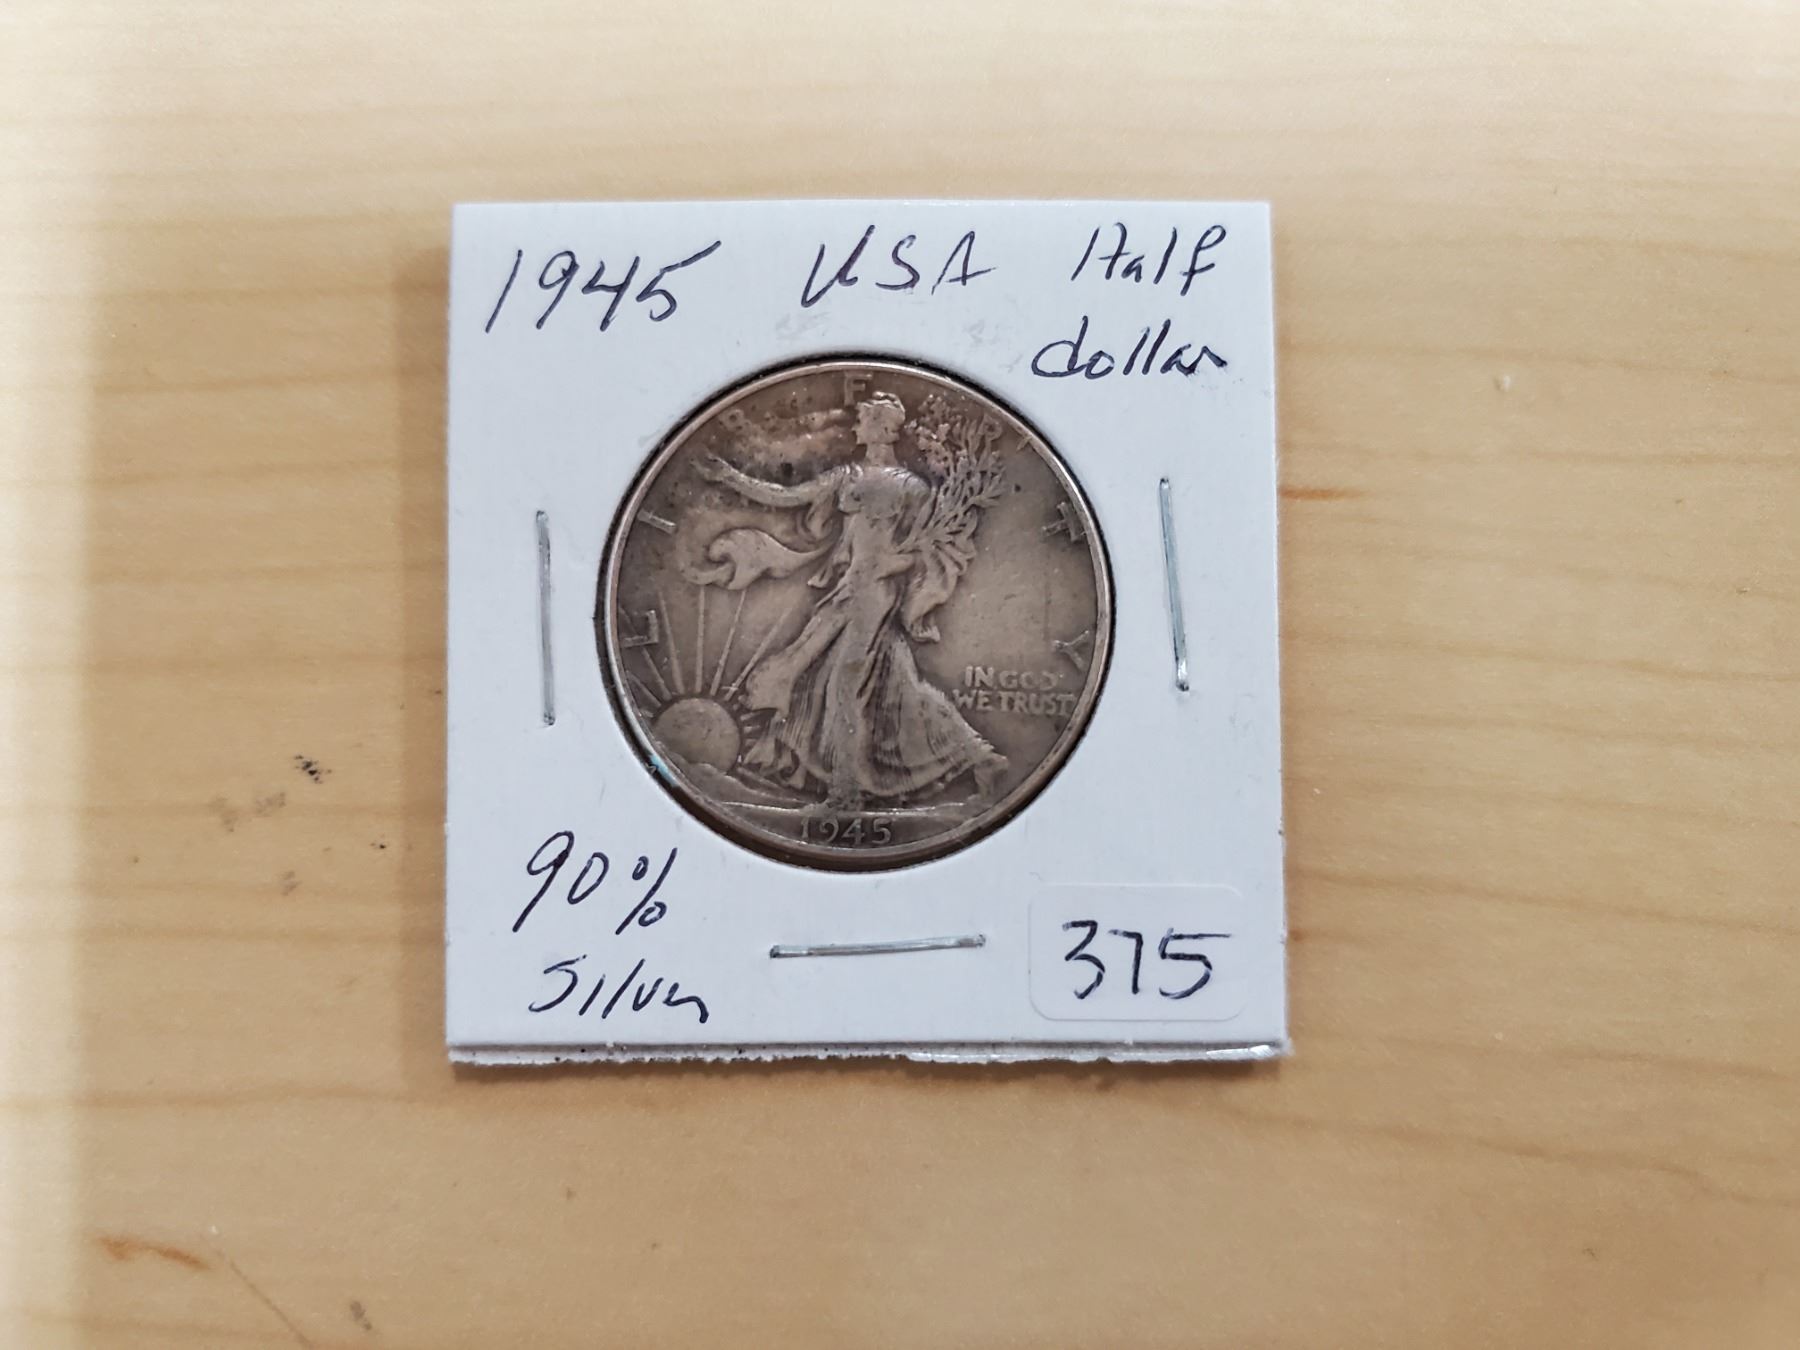 1945 USA Half
dollar
LIBERTY
IN GOD
WE TRUST
1945
90%
Silver
375